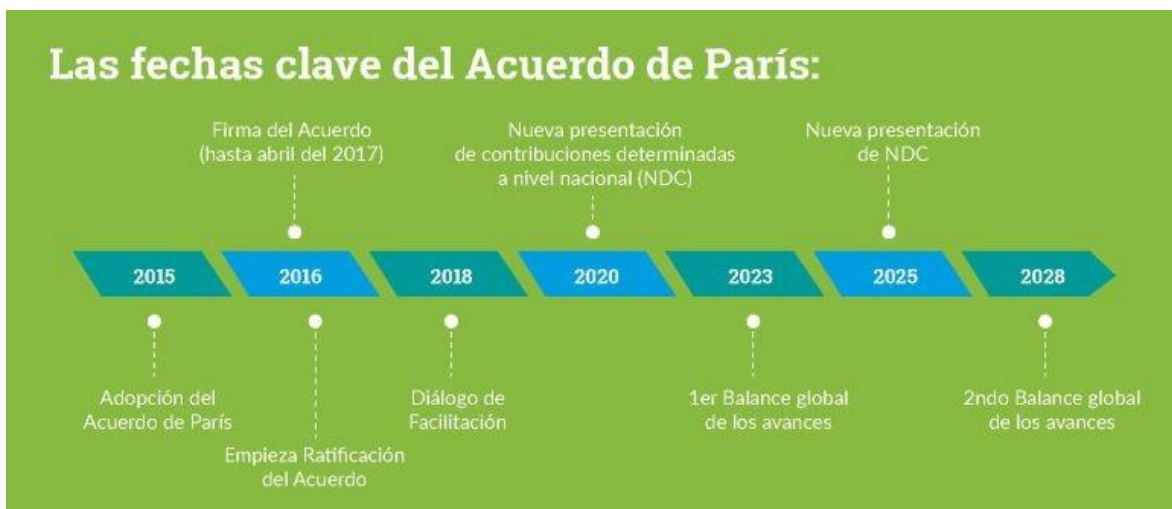 Las fechas clave del Acuerdo de París:
Firma del Acuerdo
(hasta abril del 2017)
Nueva presentación
de contribuciones determinadas
a nivel nacional (NDC)
Nueva presentación
de NDC
2015
2016
2018
2020
2023
2025
2028
Adopción del
Acuerdo de París
Empieza Ratificación
del Acuerdo
Diálogo de
Facilitación
1er Balance global
de los avances
2ndo Balance global
de los avances